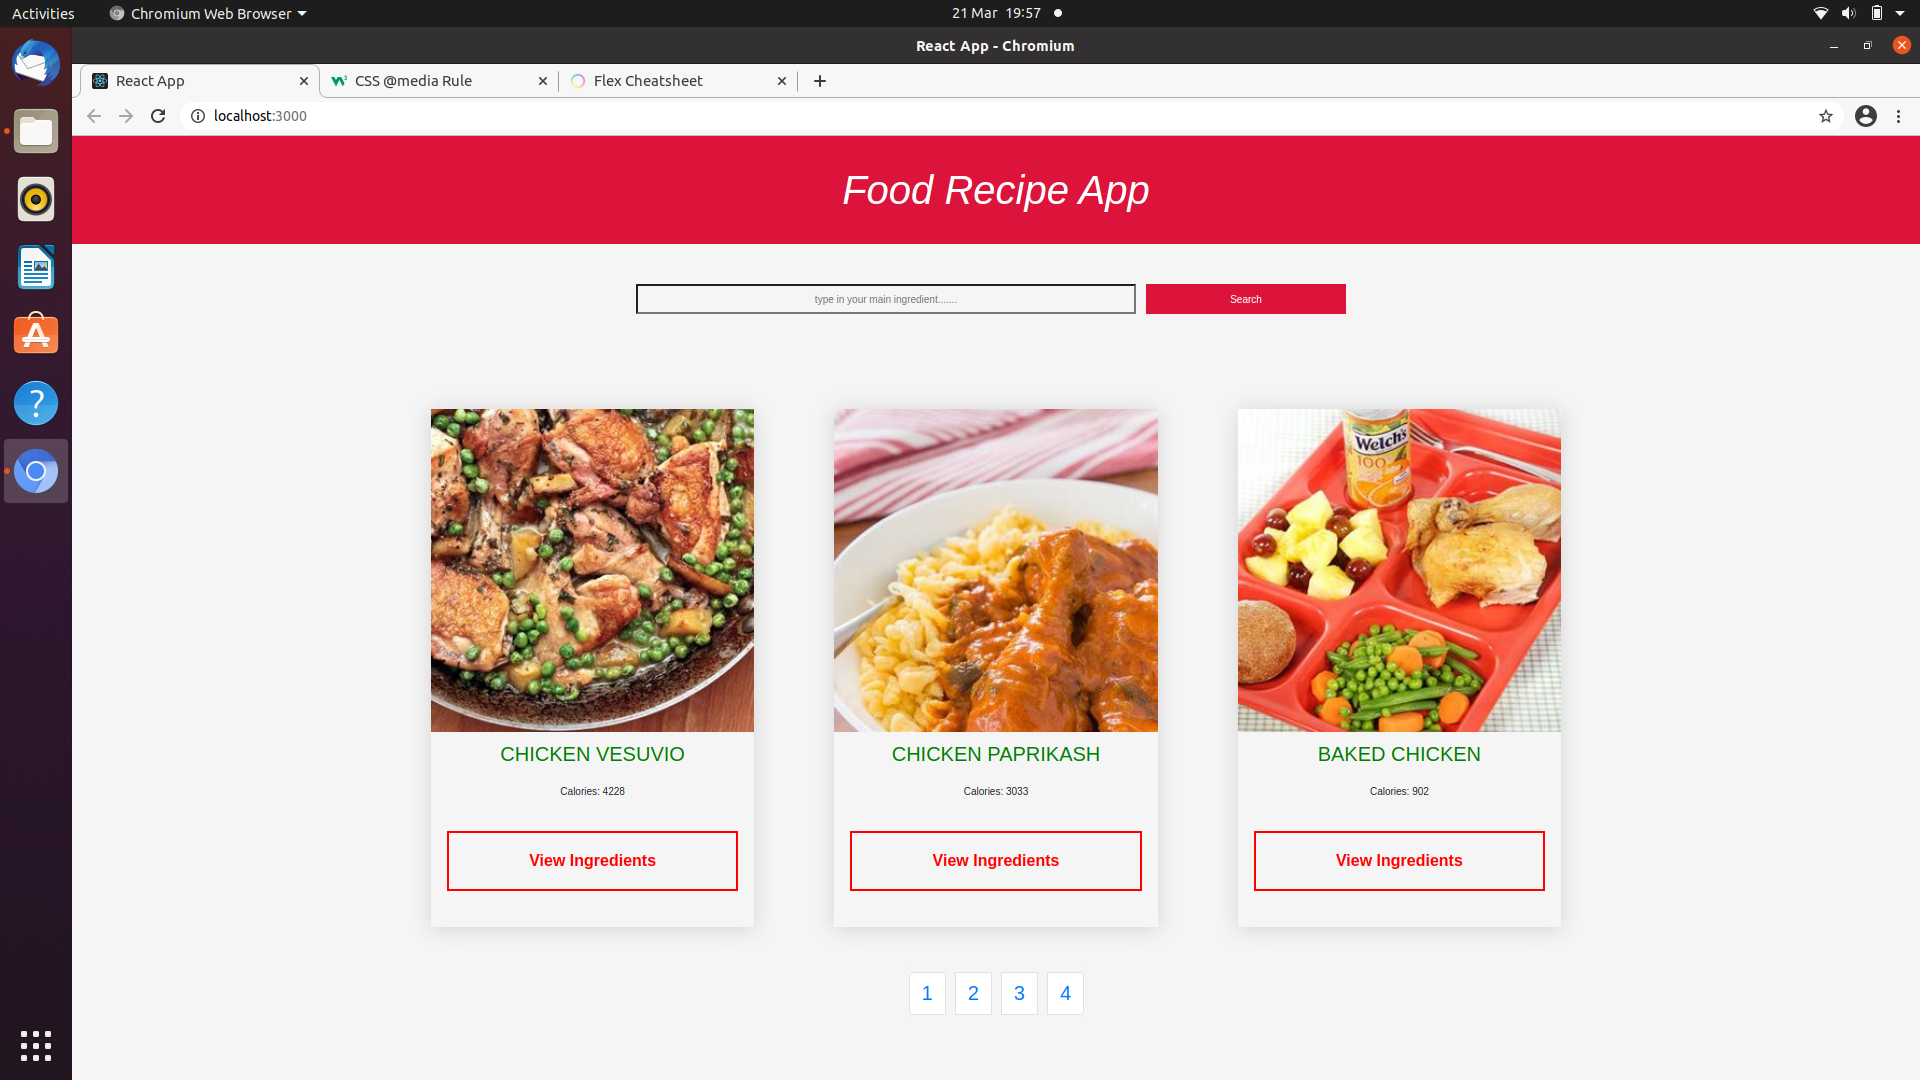 Activities
Chromium Web Browser
21 Mar 19:57
React App - Chromium
React App
CSS @media Rule
Flex Cheatsheet
localhost:3000
Food Recipe App
type in your main ingredient.......
Search
Welch's
100
CHICKEN VESUVIO
CHICKEN PAPRIKASH
BAKED CHICKEN
Calories: 4228
Calories: 3033
Calories: 902
View Ingredients
View Ingredients
View Ingredients
1 2 3 4